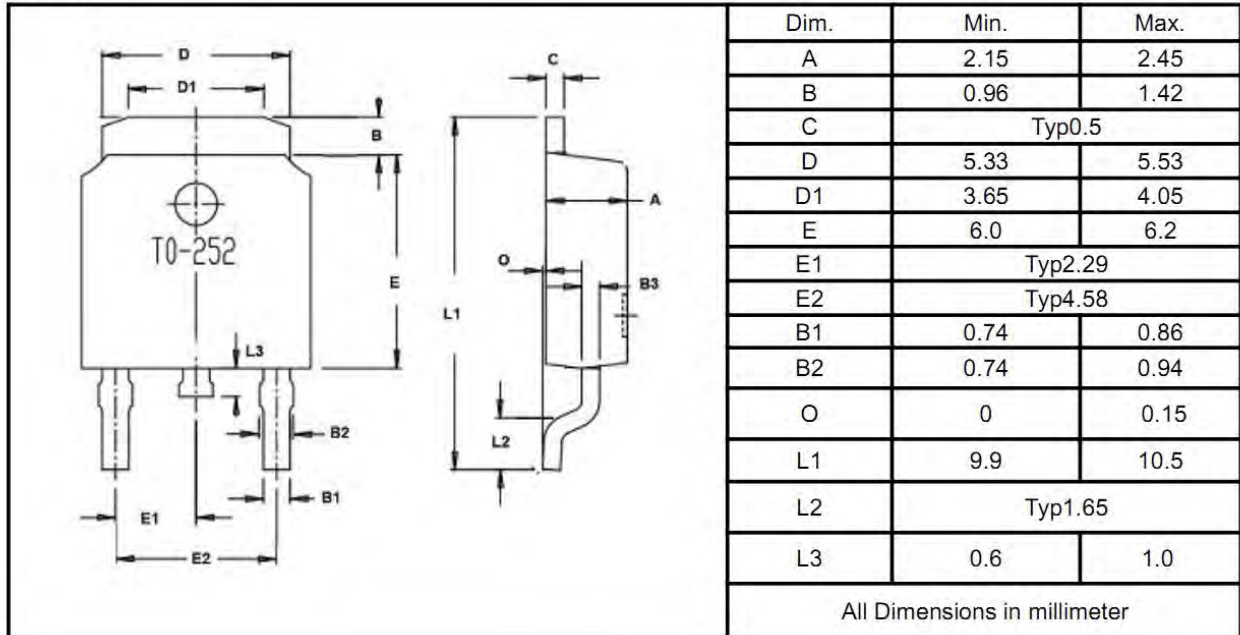 D
D1
B
TO-252
E
L3
B2
B1
E1
E2
C
A
O
B3
L1
L2
Dim. Min. Max.
A 2.15 2.45
B 0.96 1.42
C Typ0.5
D 5.33 5.53
D1 3.65 4.05
E 6.0 6.2
E1 Typ2.29
E2 Typ4.58
B1 0.74 0.86
B2 0.74 0.94
O 0 0.15
L1 9.9 10.5
L2 Typ1.65
L3 0.6 1.0
All Dimensions in millimeter